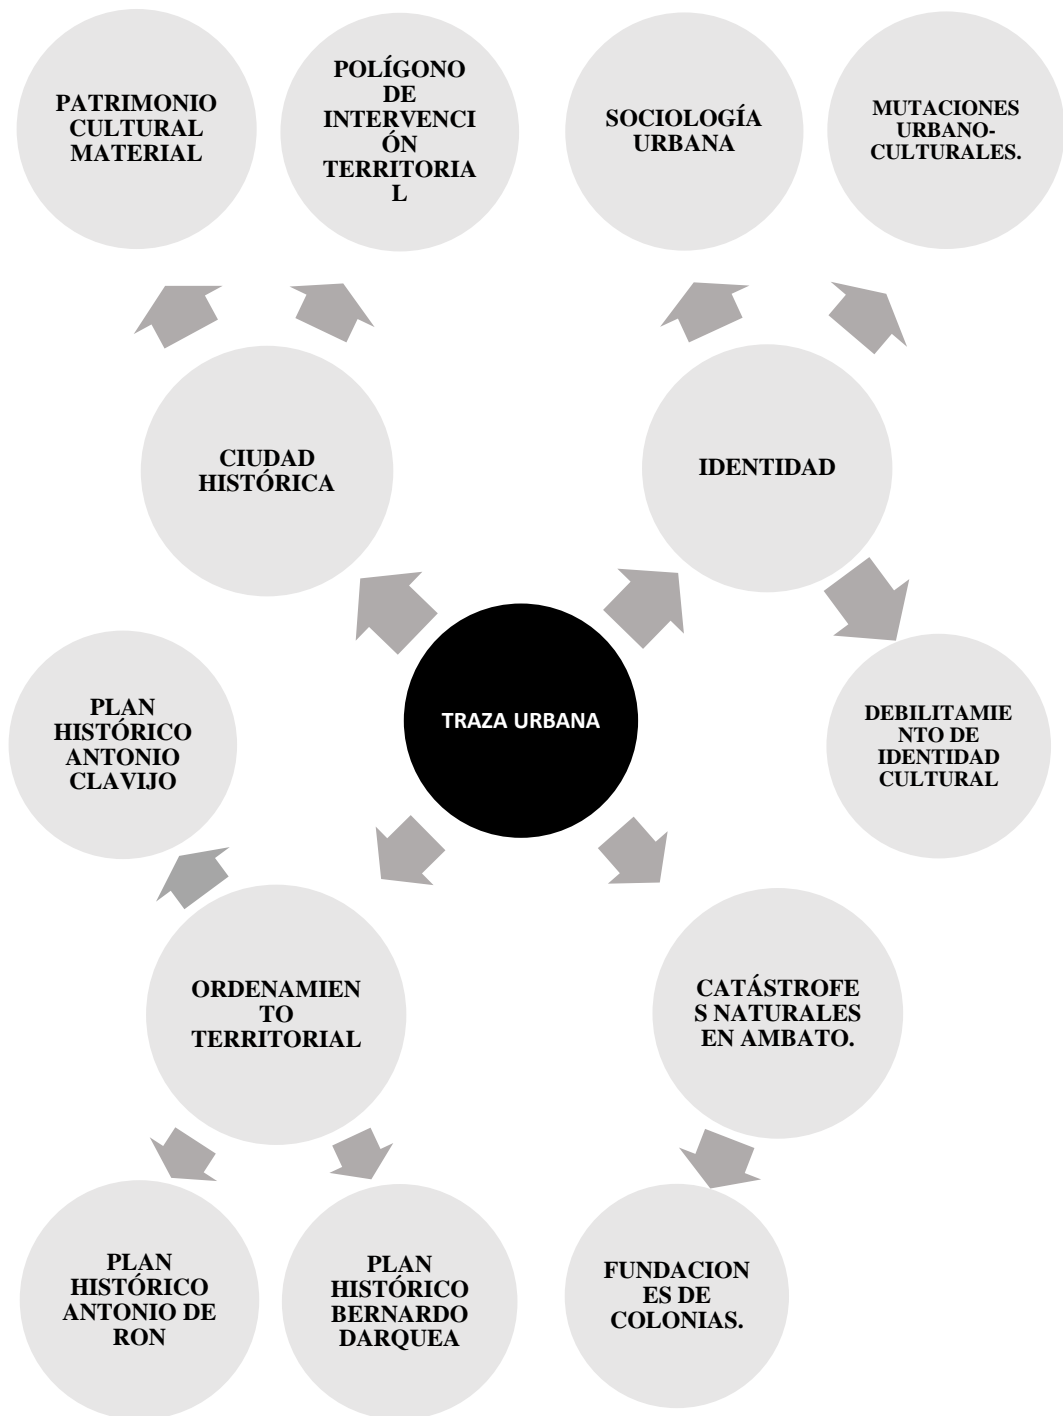 PATRIMONIO
CULTURAL
MATERIAL
POLÍGONO
DE
INTERVENCI
ÓN
TERRITORIA
L
SOCIOLOGÍA
URBANA
MUTACIONES
URBANO-
CULTURALES.
CIUDAD
HISTÓRICA
IDENTIDAD
TRAZA URBANA
PLAN
HISTÓRICO
ANTONIO
CLAVIJO
DEBILITAMIE
NTO DE
IDENTIDAD
CULTURAL
ORDENAMIEN
TO
TERRITORIAL
CATÁSTROFE
S NATURALES
EN AMBATO.
PLAN
HISTÓRICO
ANTONIO DE
RON
PLAN
HISTÓRICO
BERNARDO
DARQUEA
FUNDACION
ES DE
COLONIAS.